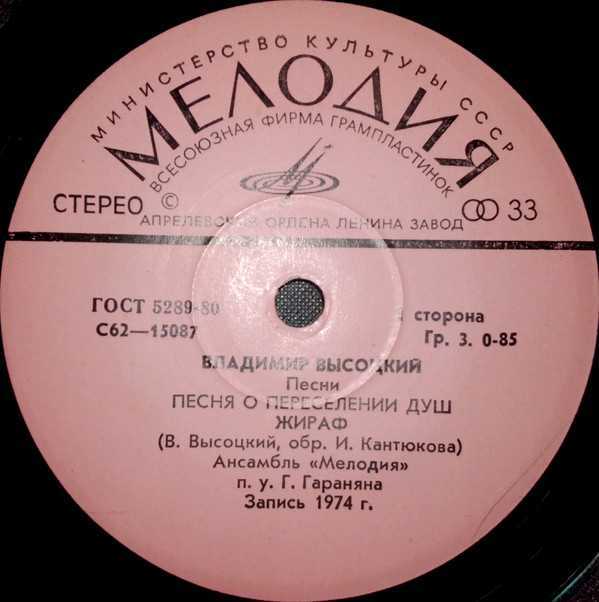 МИНИСТЕРСТВО КУЛЬТУРЫ СССР
МЕЛОДИЯ
ВСЕСОЮЗНАЯ ФИРМА ГРАМПЛАСТИНОК
СТЕРЕО © 33
АПРЕЛЕВСКИЙ ОРДЕНА ЛЕНИНА ЗАВОД
ГОСТ 5289-80
сторона
С62—15087
Гр. 3. 0-85
ВЛАДИМИР ВЫСОЦКИЙ
Песни
ПЕСНЯ О ПЕРЕСЕЛЕНИИ ДУШ
ЖИРАФ
(В. Высоцкий, обр. И. Кантюкова)
Ансамбль «Мелодия»
п. у. Г. Гараняна
Запись 1974 г.